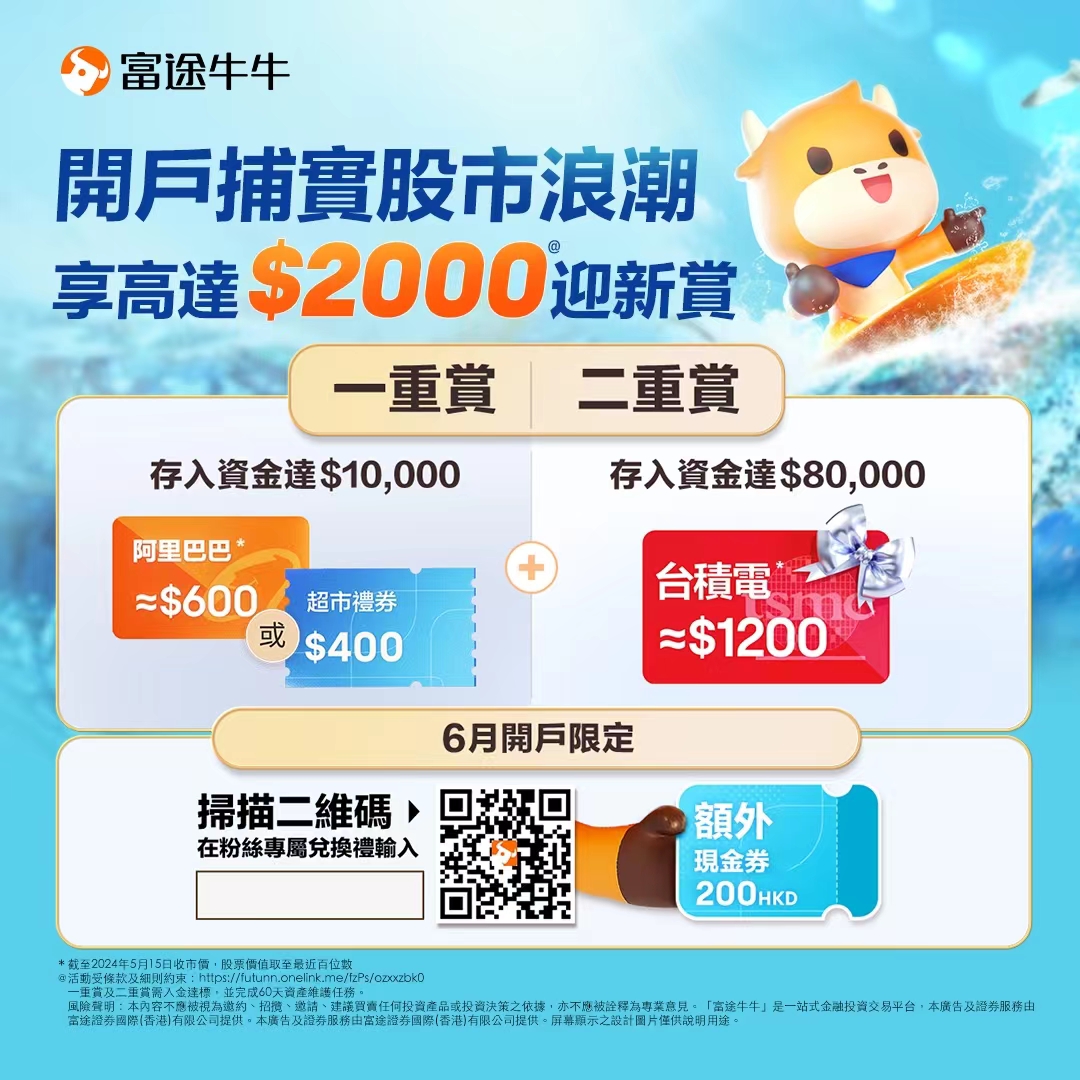 富途牛牛
開戶捕實股市浪潮
享高達$2000@迎新賞
一重賞 二重賞
存入資金達$10,000
存入資金達$80,000
阿里巴巴*
≈$600
或
超市禮券
$400
+
台積電*
tsmc
≈$1200
6月開戶限定
掃描二維碼
在粉絲專屬兌換禮輸入
額外
現金券
200HKD
*截至2024年5月15日收市價，股票價值取至最近百位數
@活動受條款及細則約束：https://futunn.onelink.me/fzPs/ozxxzbk0
一重賞及二重賞需入金達標，並完成60天資產維護任務。
風險聲明：本內容不應被視為邀約、招攬、邀請、建議買賣任何投資產品或投資決策之依據，亦不應被詮釋為專業意見。「富途牛牛」是一站式金融投資交易平台，本廣告及證券服務由
富途證券國際(香港)有限公司提供。本廣告及證券服務由富途證券國際(香港)有限公司提供。屏幕顯示之設計圖片僅供說明用途。